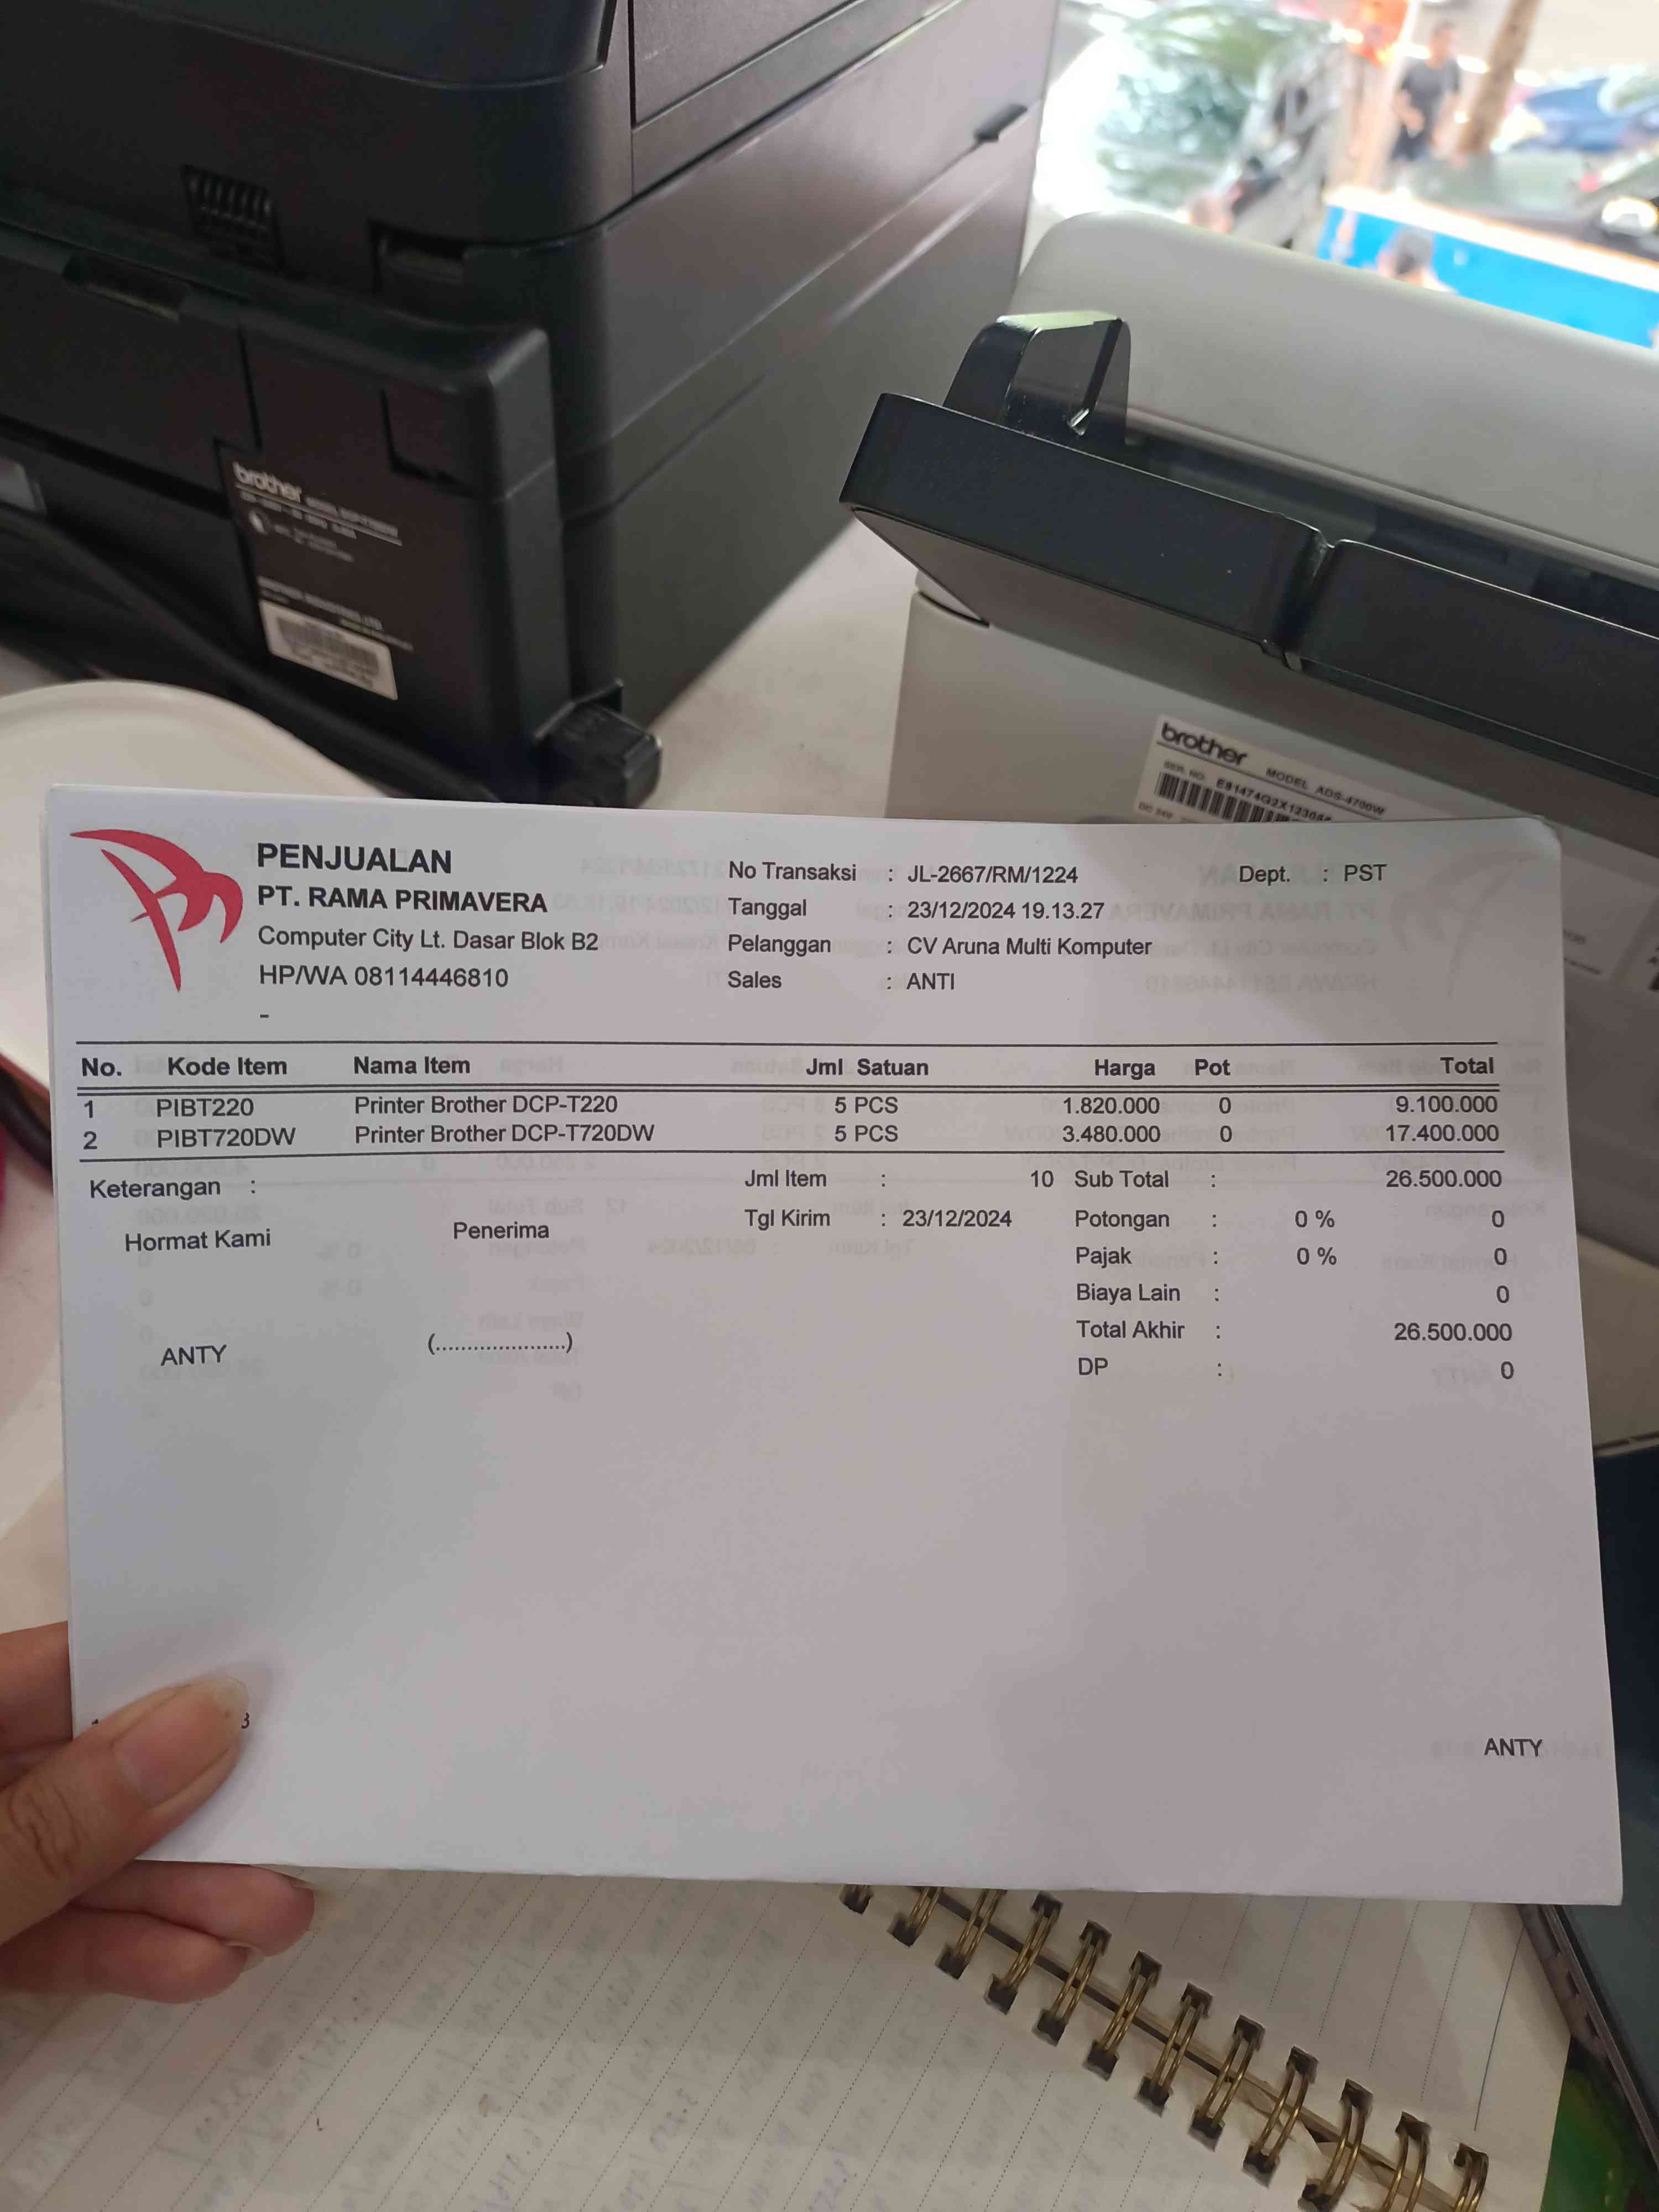 brother
brother
MODEL ADS-4700W
SER. NO.
PENJUALAN
PT. RAMA PRIMAVERA
Computer City Lt. Dasar Blok B2
HP/WA 08114446810
-
No Transaksi : JL-2667/RM/1224 Dept. : PST
Tanggal : 23/12/2024 19.13.27
Pelanggan : CV Aruna Multi Komputer
Sales : ANTI
No. Kode Item Nama Item Jml Satuan Harga Pot Total
1 PIBT220 Printer Brother DCP-T220 5 PCS 1.820.000 0 9.100.000
2 PIBT720DW Printer Brother DCP-T720DW 5 PCS 3.480.000 0 17.400.000
Keterangan :
Hormat Kami Penerima
ANTY (.....................)
Jml Item : 10
Tgl Kirim : 23/12/2024
Sub Total : 26.500.000
Potongan : 0 % 0
Pajak : 0 % 0
Biaya Lain : 0
Total Akhir : 26.500.000
DP : 0
3
ANTY